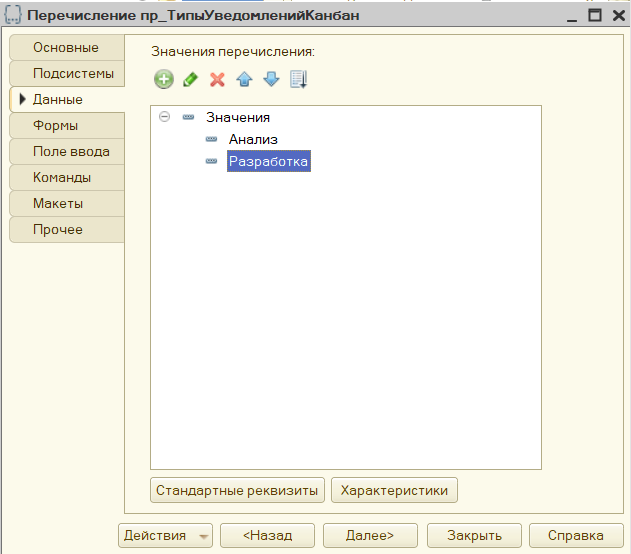 Перечисление пр_ТипыУведомленийКанбан
Основные
Подсистемы
Данные
Формы
Поле ввода
Команды
Макеты
Прочее
Значения перечисления:
Значения
Анализ
Разработка
Стандартные реквизиты
Характеристики
Действия
<Назад
Далее>
Закрыть
Справка